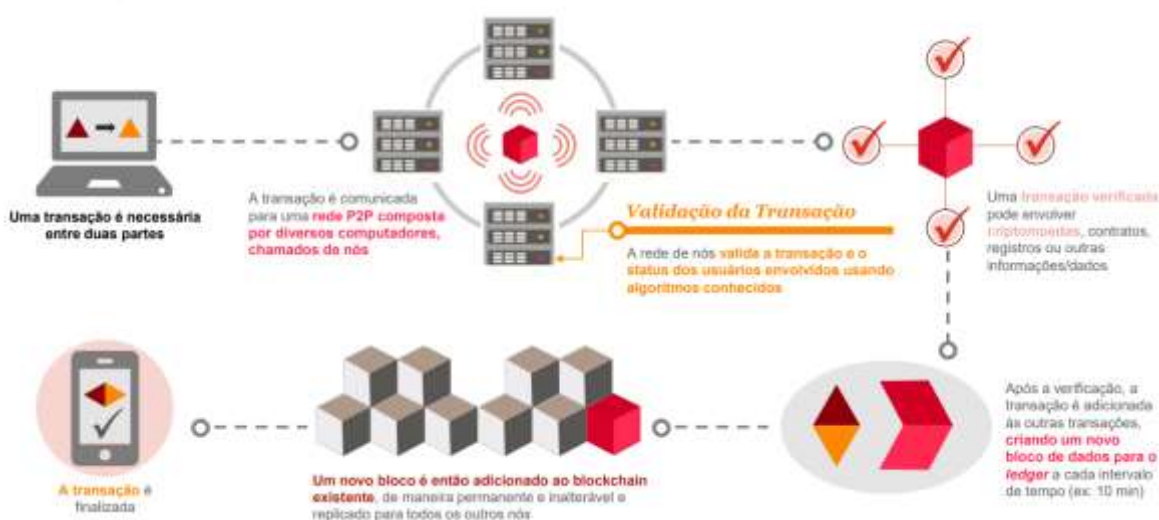 Uma transação é necessária
entre duas partes
A transação é comunicada
para uma rede P2P composta
por diversos computadores,
chamados de nós
Validação da Transação
A rede de nós valida a transação e o
status dos usuários envolvidos usando
algoritmos conhecidos
Uma transação verificada
pode envolver
criptomoedas, contratos,
registros ou outras
informações/dados
Após a verificação, a
transação é adicionada
às outras transações,
criando um novo
bloco de dados para o
ledger a cada intervalo
de tempo (ex: 10 min)
Um novo bloco é então adicionado ao blockchain
existente, de maneira permanente e inalterável e
replicado para todos os outros nós
A transação é
finalizada